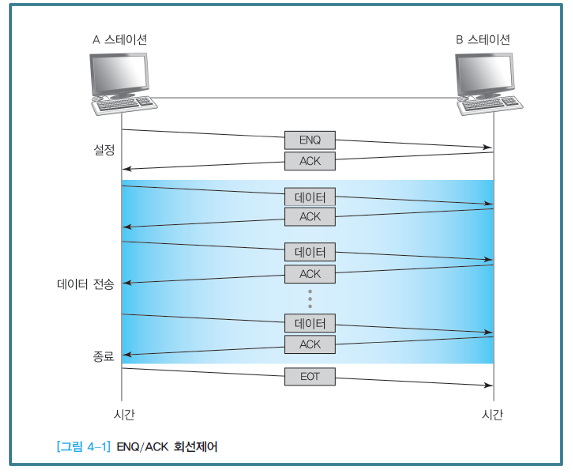 A 스테이션
B 스테이션
ENQ
설정
ACK
데이터
ACK
데이터
데이터 전송
ACK
데이터
ACK
종료
EOT
시간
시간
[그림 4-1] ENQ/ACK 회선제어